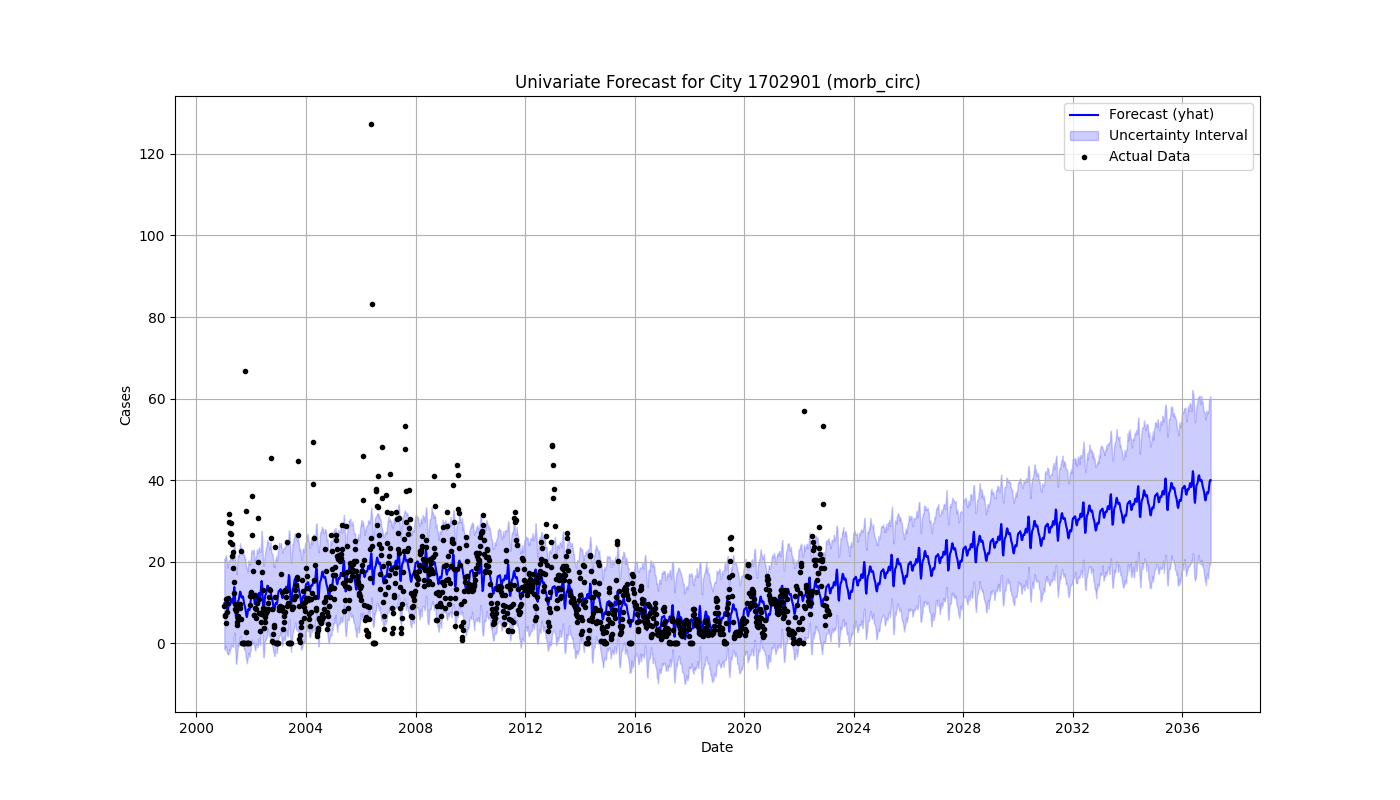 Univariate Forecast for City 1702901 (morb_circ)
Forecast (yhat)
Uncertainty Interval
Actual Data
Cases
120
100
80
60
40
20
0
2000 2004 2008 2012 2016 2020 2024 2028 2032 2036
Date